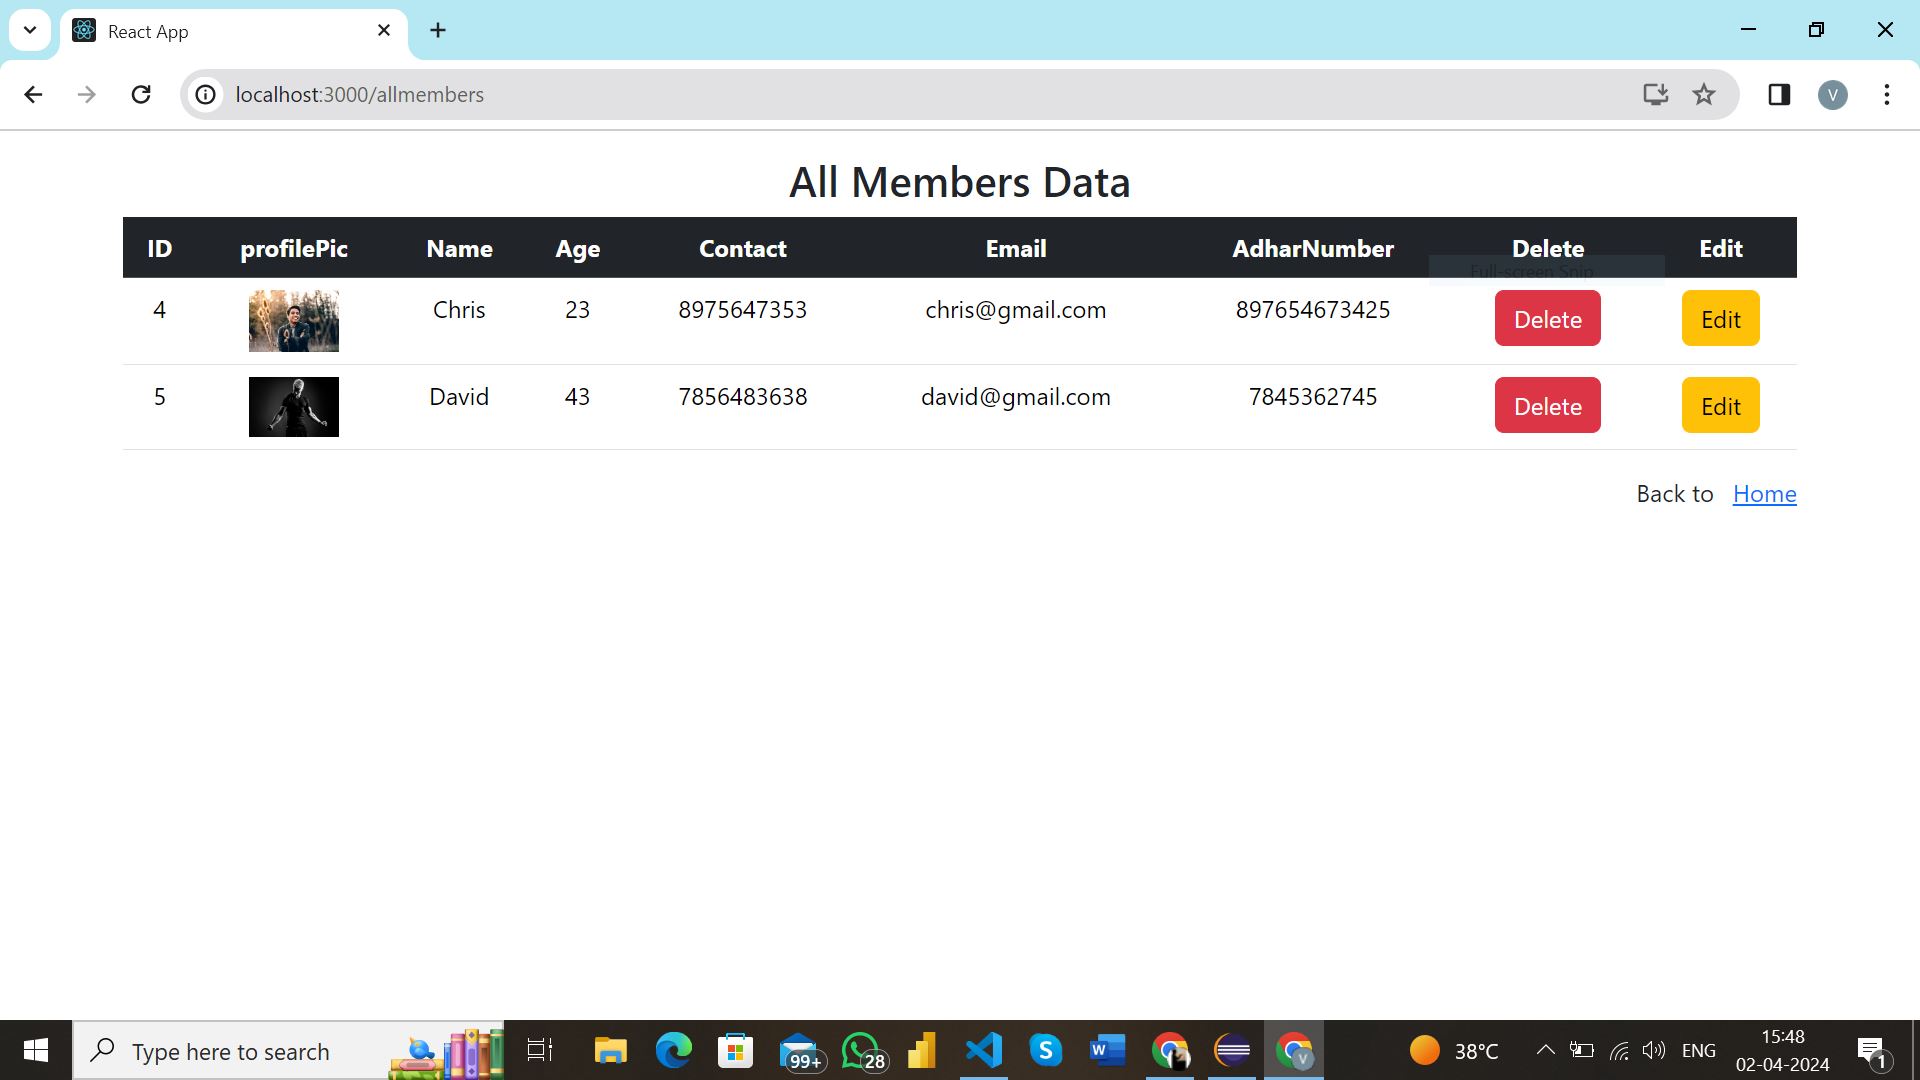 React App
localhost:3000/allmembers
V
All Members Data
ID profilePic Name Age Contact Email AdharNumber Delete Edit
Full-screen Snip
4 Chris 23 8975647353 chris@gmail.com 897654673425 Delete Edit
5 David 43 7856483638 david@gmail.com 7845362745 Delete Edit
Back to Home
Type here to search
99+ 28 S W V 38°C ENG 15:48
02-04-2024
1